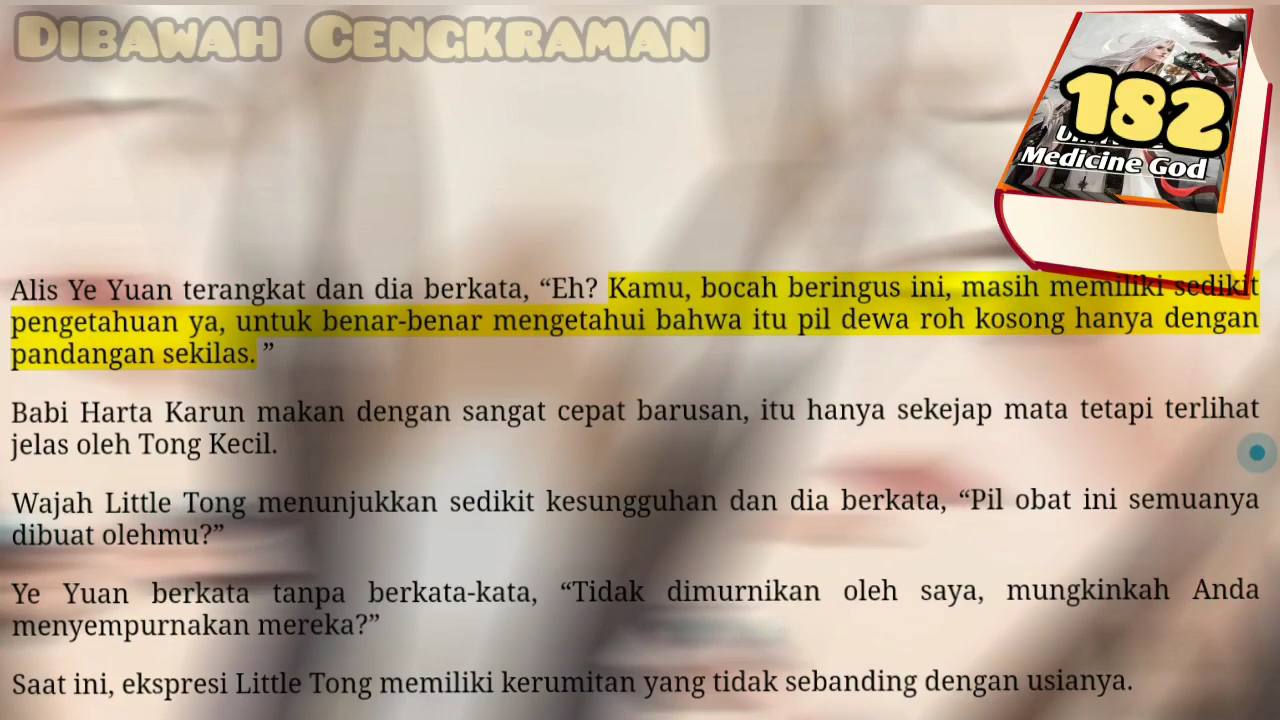 DIBAWAH CENGKRAMAN
182
Medicine God
Alis Ye Yuan terangkat dan dia berkata, “Eh? Kamu, bocah beringus ini, masih memiliki sedikit
pengetahuan ya, untuk benar-benar mengetahui bahwa itu pil dewa roh kosong hanya dengan
pandangan sekilas. ”
Babi Harta Karun makan dengan sangat cepat barusan, itu hanya sekejap mata tetapi terlihat
jelas oleh Tong Kecil.
Wajah Little Tong menunjukkan sedikit kesungguhan dan dia berkata, “Pil obat ini semuanya
dibuat olehmu?”
Ye Yuan berkata tanpa berkata-kata, “Tidak dimurnikan oleh saya, mungkinkah Anda
menyempurnakan mereka?”
Saat ini, ekspresi Little Tong memiliki kerumitan yang tidak sebanding dengan usianya.